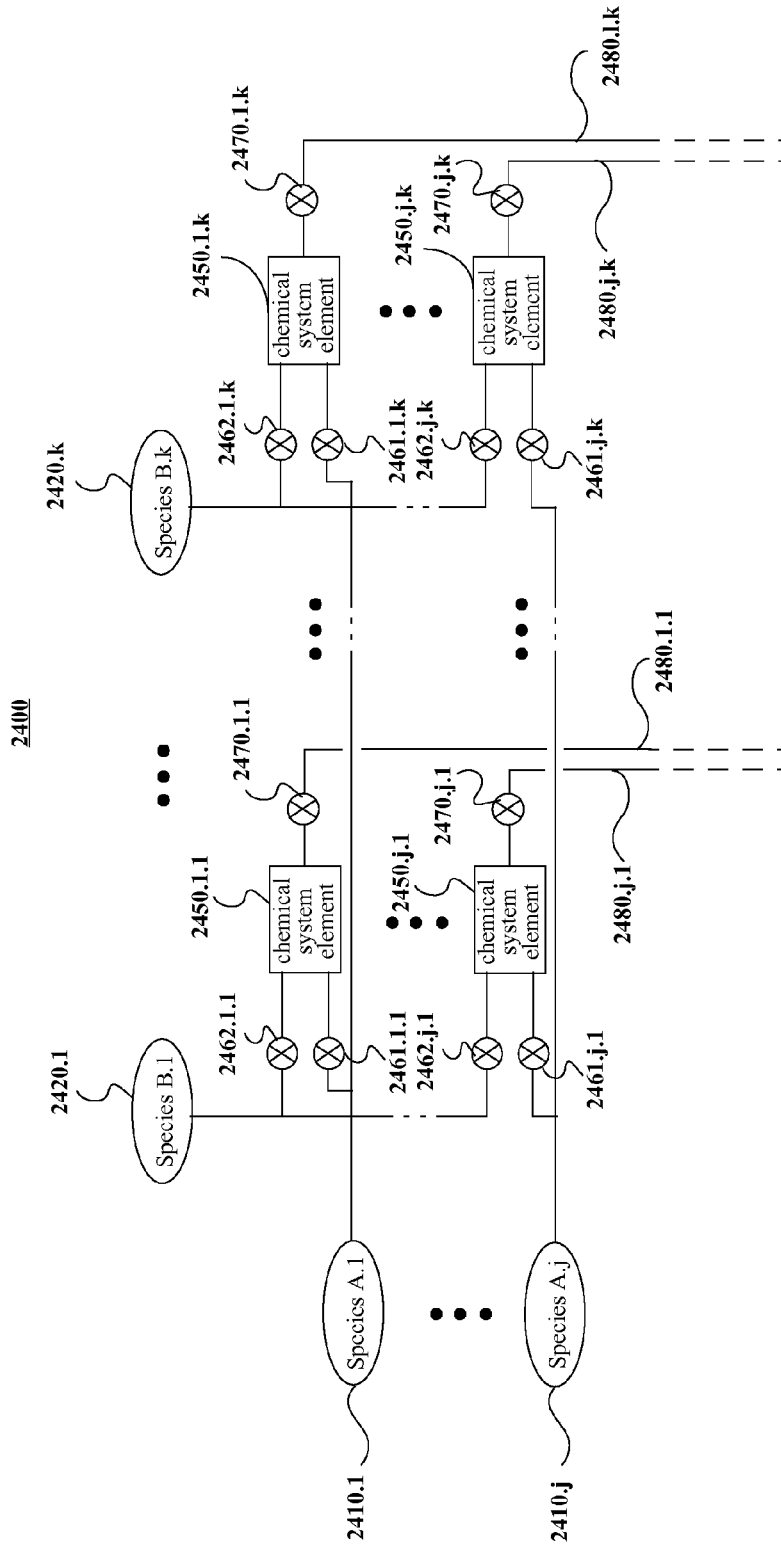 2400
2420.1
Species B.1
2420.k
Species B.k
2462.1.1
2450.1.1
2470.1.1
chemical
system
element
2461.1.1
2462.1.k
2450.1.k
2470.1.k
chemical
system
element
2461.1.k
2410.1
Species A.1
2462.j.1
2450.j.1
2470.j.1
chemical
system
element
2461.j.1
2462.j.k
2450.j.k
2470.j.k
chemical
system
element
2461.j.k
2410.j
Species A.j
2480.j.1
2480.1.1
2480.j.k
2480.1.k